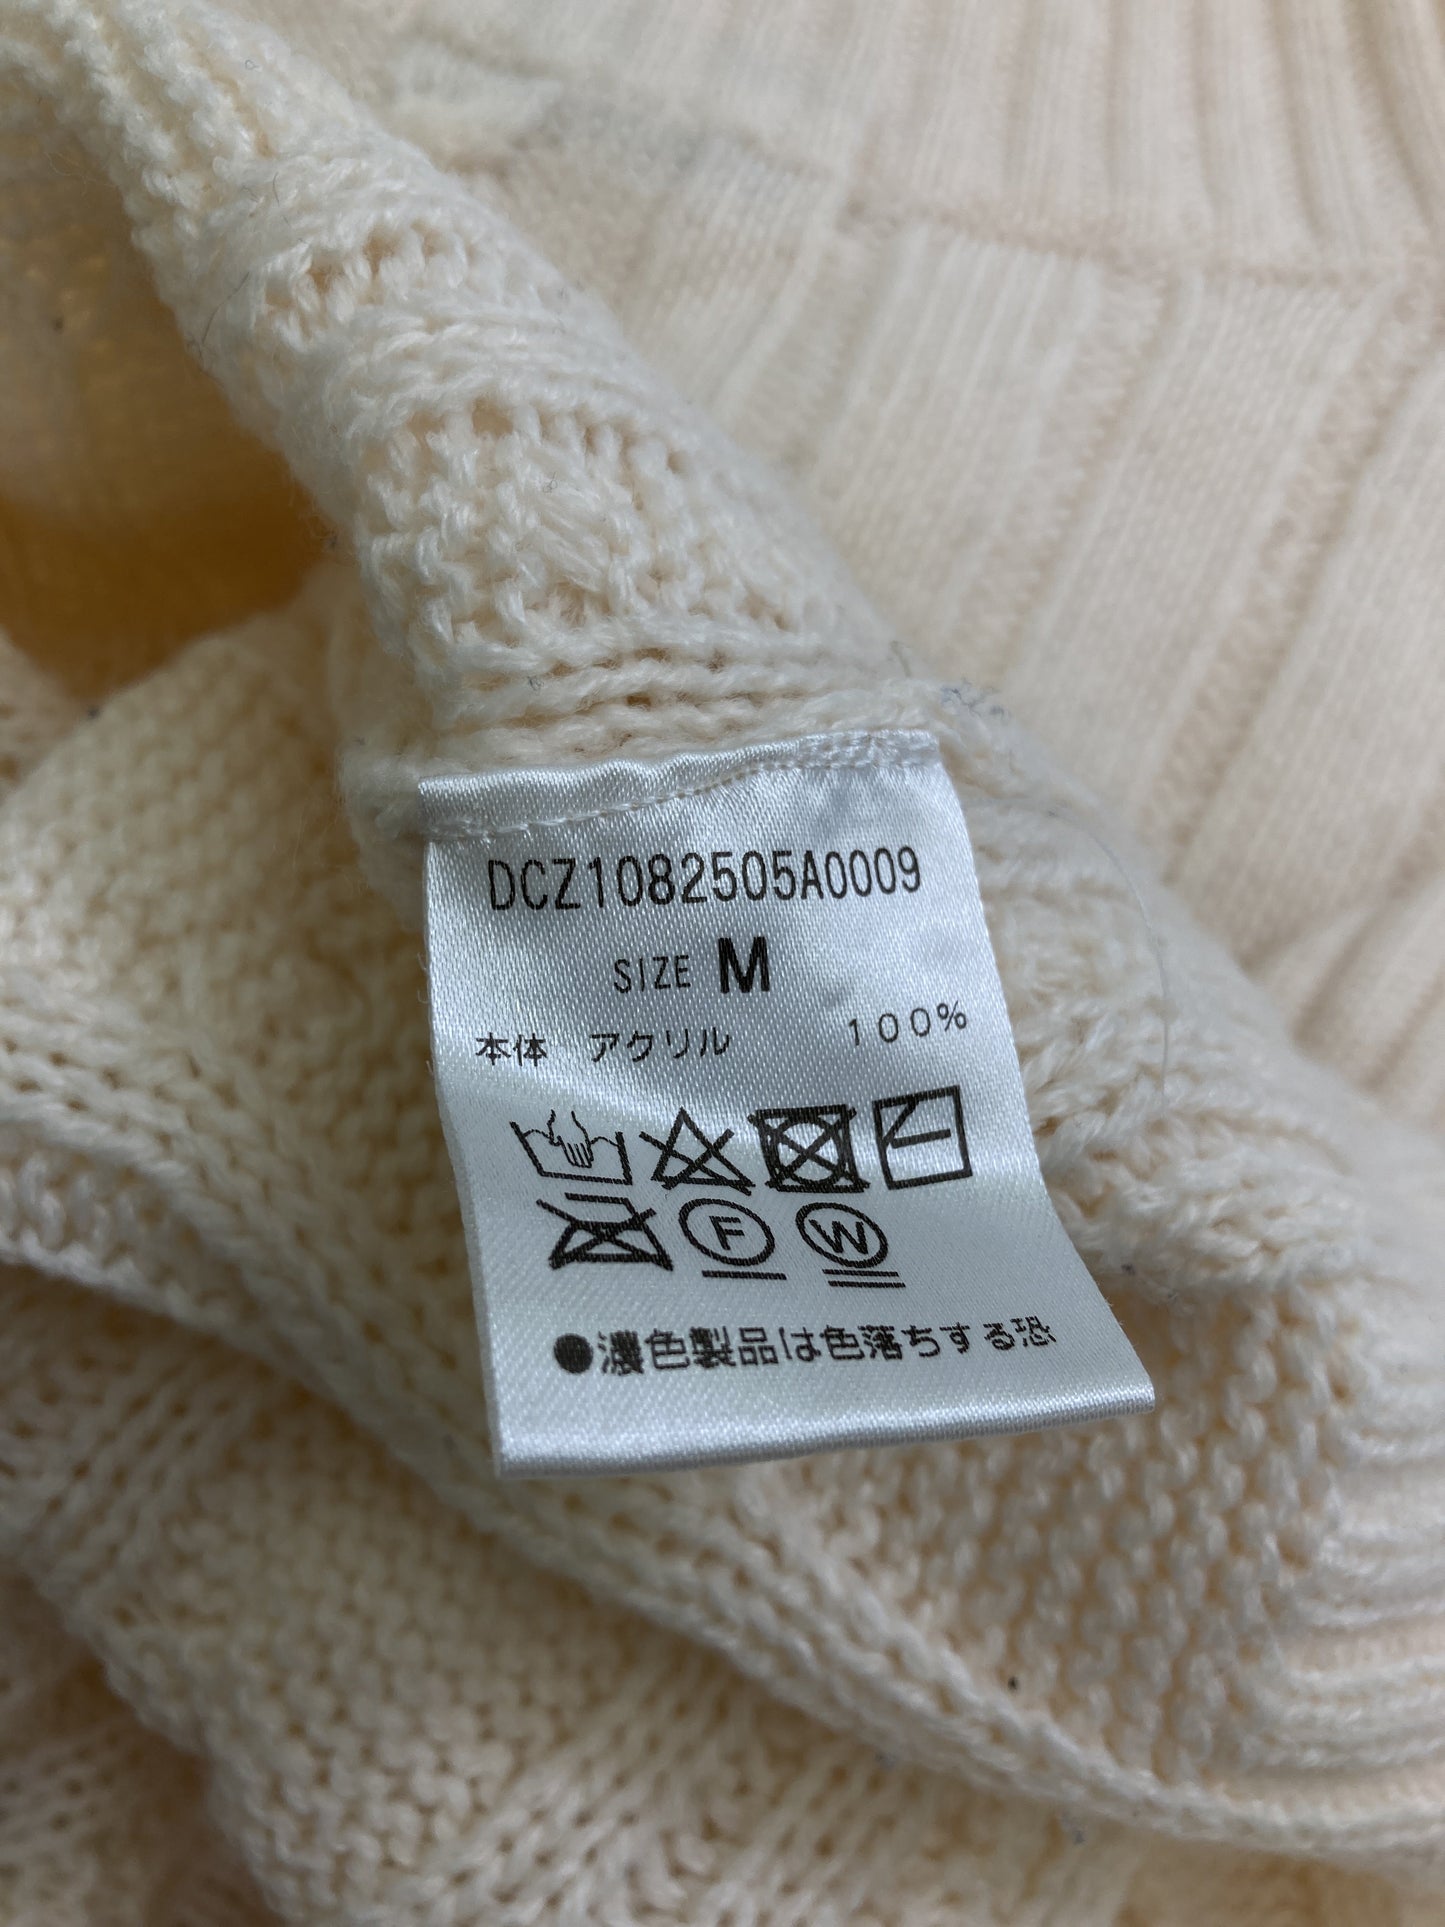 DCZ1082505A0009
SIZE M
本体 アクリル 100%
F W
●濃色製品は色落ちする恐